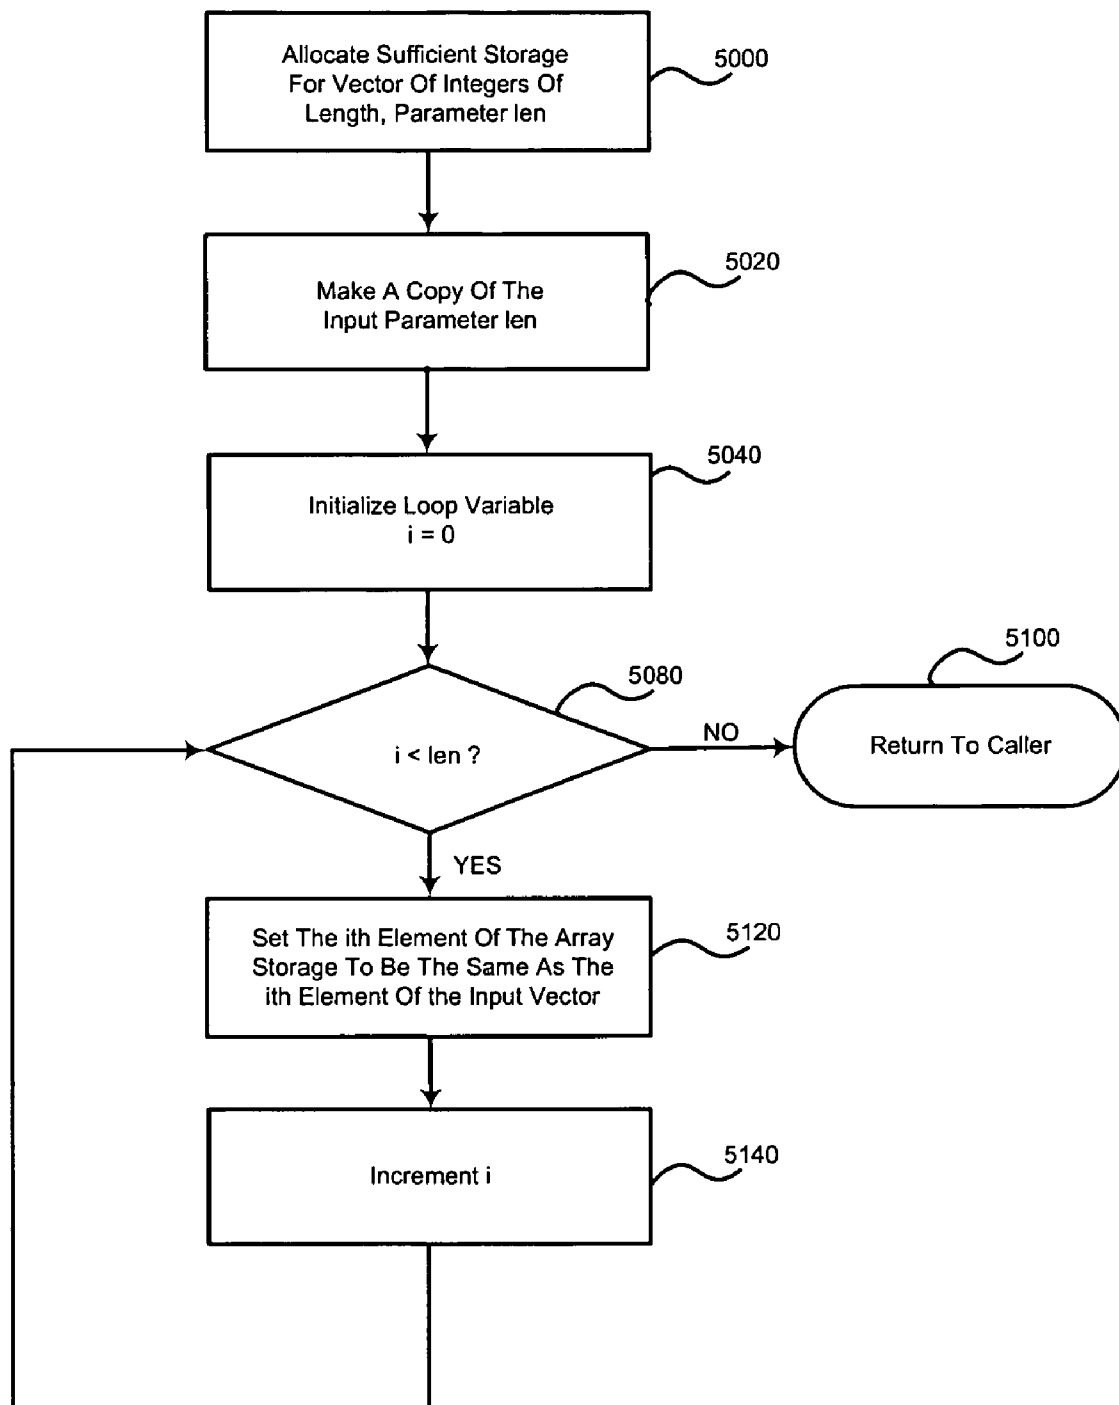 Allocate Sufficient Storage
For Vector Of Integers Of
Length, Parameter len
5000
Make A Copy Of The
Input Parameter len
5020
Initialize Loop Variable
i = 0
5040
i < len ?
5080
NO
Return To Caller
5100
YES
Set The ith Element Of The Array
Storage To Be The Same As The
ith Element Of the Input Vector
5120
Increment i
5140